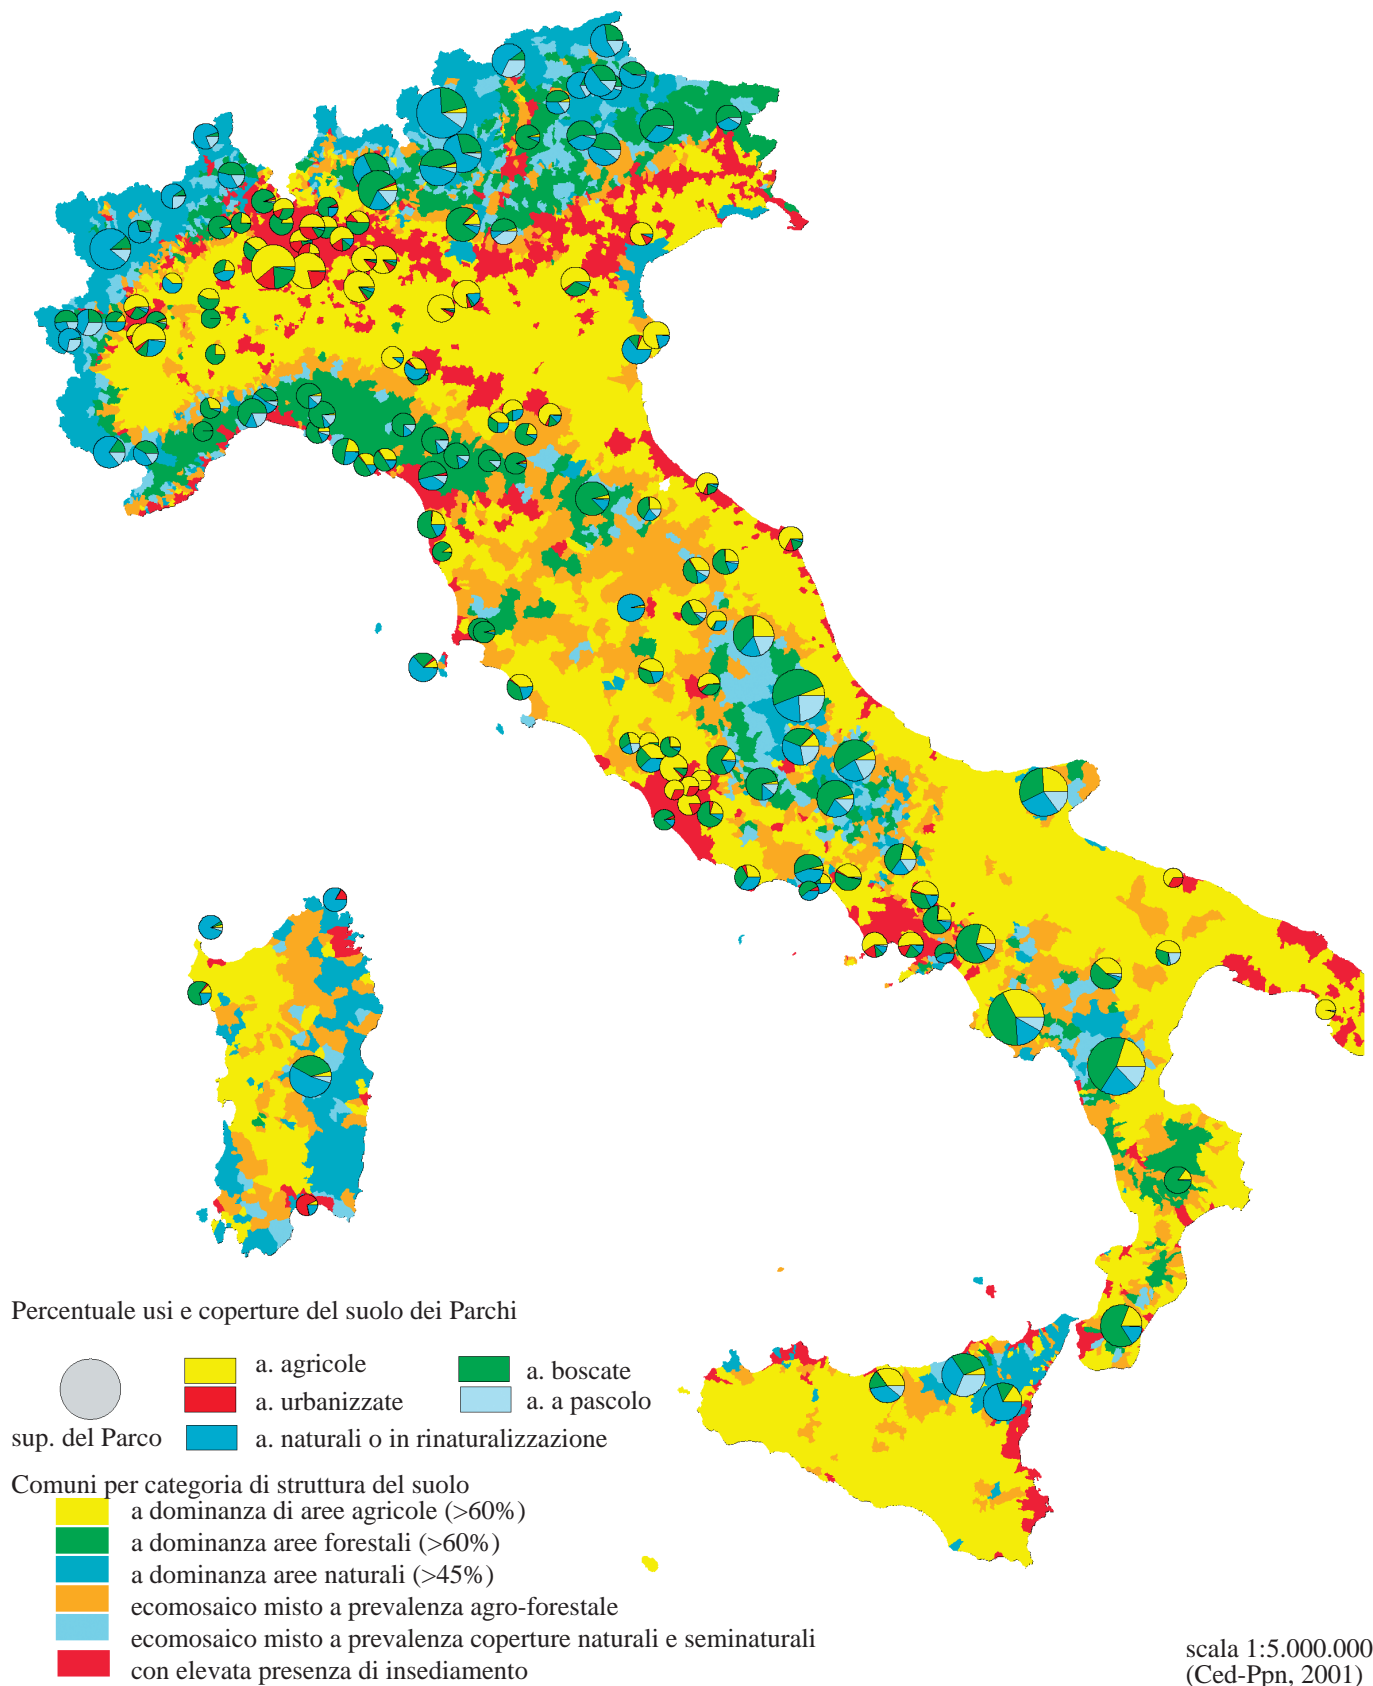 Percentuale usi e coperture del suolo dei Parchi
a. agricole
a. boscate
a. urbanizzate
a. a pascolo
sup. del Parco
a. naturali o in rinaturalizzazione
Comuni per categoria di struttura del suolo
a dominanza di aree agricole (>60%)
a dominanza aree forestali (>60%)
a dominanza aree naturali (>45%)
ecomosaico misto a prevalenza agro-forestale
ecomosaico misto a prevalenza coperture naturali e seminaturali
con elevata presenza di insediamento
scala 1:5.000.000
(Ced-Ppn, 2001)